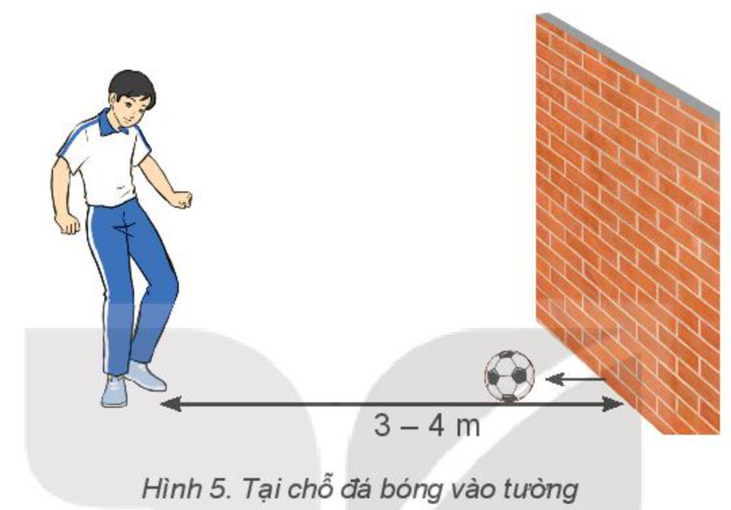 3 – 4 m
Hình 5. Tại chỗ đá bóng vào tường